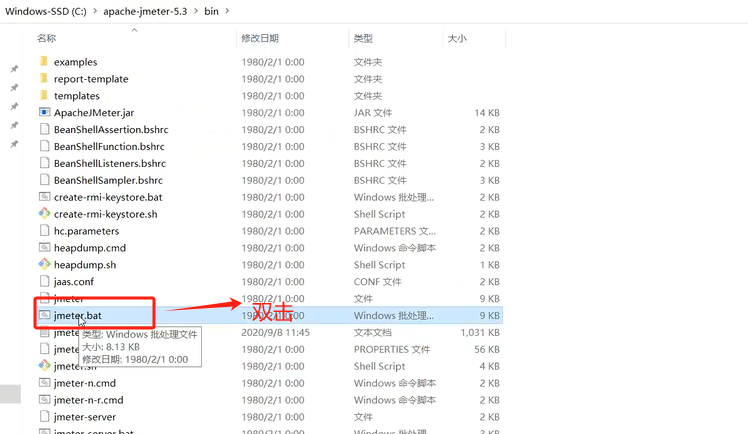 Windows-SSD (C:) > apache-jmeter-5.3 > bin >
名称 修改日期 类型 大小
examples 1980/2/1 0:00 文件夹
report-template 1980/2/1 0:00 文件夹
templates 1980/2/1 0:00 文件夹
ApacheJMeter.jar 1980/2/1 0:00 JAR 文件 14 KB
BeanShellAssertion.bshrc 1980/2/1 0:00 BSHRC 文件 2 KB
BeanShellFunction.bshrc 1980/2/1 0:00 BSHRC 文件 3 KB
BeanShellListeners.bshrc 1980/2/1 0:00 BSHRC 文件 2 KB
BeanShellSampler.bshrc 1980/2/1 0:00 BSHRC 文件 3 KB
create-rmi-keystore.bat 1980/2/1 0:00 Windows 批处理... 2 KB
create-rmi-keystore.sh 1980/2/1 0:00 Shell Script 2 KB
hc.parameters 1980/2/1 0:00 PARAMETERS 文... 2 KB
heapdump.cmd 1980/2/1 0:00 Windows 命令脚本 2 KB
heapdump.sh 1980/2/1 0:00 Shell Script 1 KB
jaas.conf 1980/2/1 0:00 CONF 文件 2 KB
jmeter 1980/2/1 0:00 文件 9 KB
jmeter.bat 1980/2/1 0:00 Windows 批处理... 9 KB
双击
jmete 2020/9/8 11:45 文本文档 1,031 KB
类型: Windows 批处理文件
jmete PROPERTIES 文件 56 KB
大小: 8.13 KB
修改日期: 1980/2/1 0:00
jmeter.sh 1980/2/1 0:00 Shell Script 4 KB
jmeter-n.cmd 1980/2/1 0:00 Windows 命令脚本 2 KB
jmeter-n-r.cmd 1980/2/1 0:00 Windows 命令脚本 2 KB
jmeter-server 1980/2/1 0:00 文件 2 KB
jmeter-server.bat 1980/2/1 0:00 Windows 批处理... 3 KB